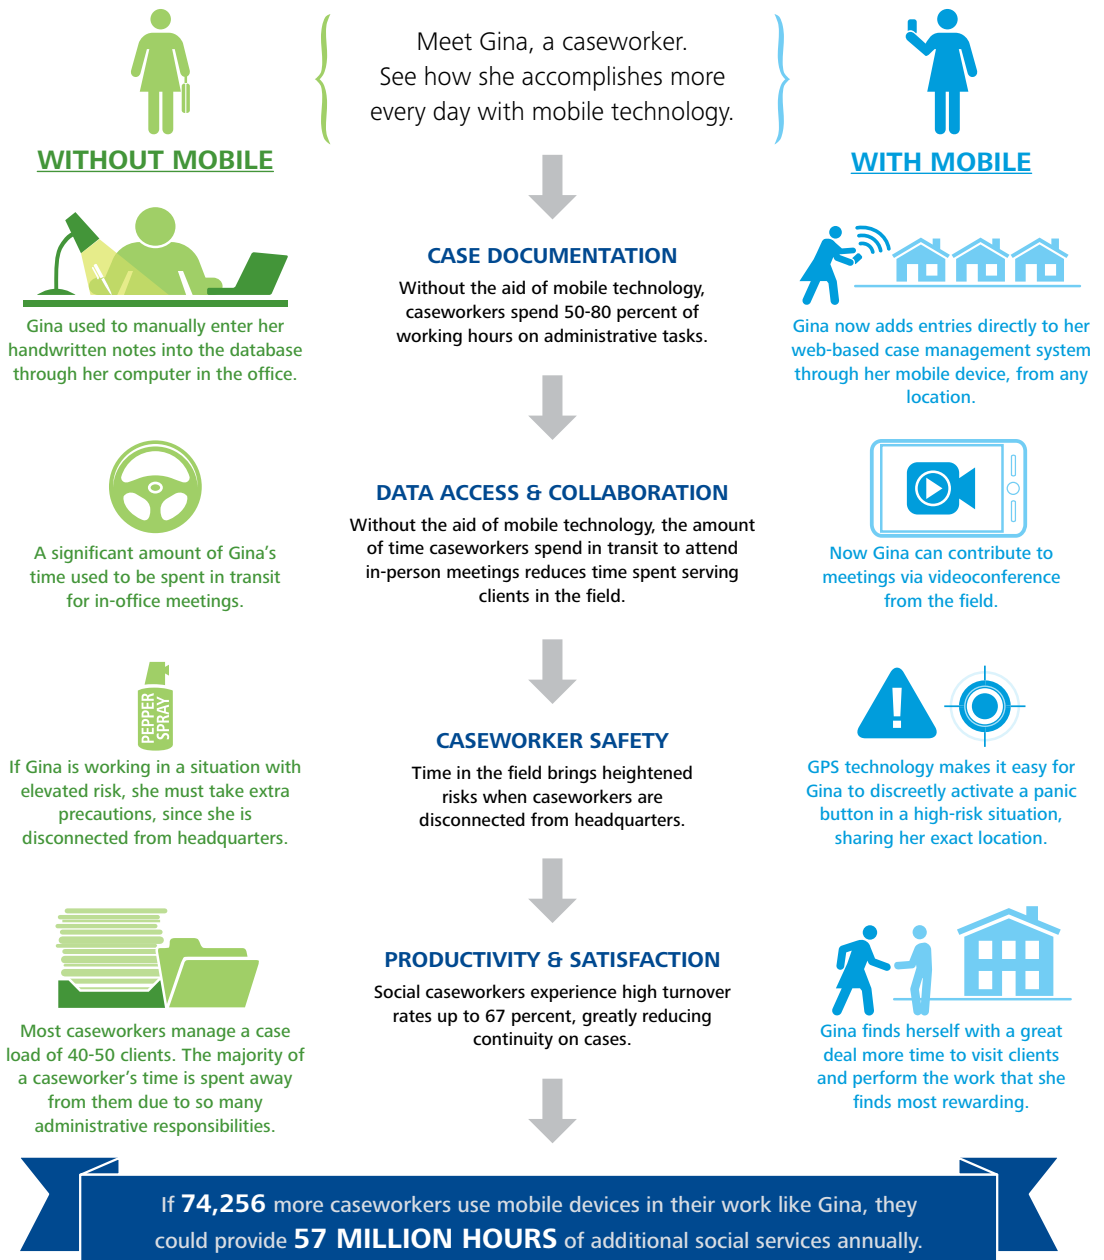 Meet Gina, a caseworker.
See how she accomplishes more
every day with mobile technology.
WITHOUT MOBILE
WITH MOBILE
CASE DOCUMENTATION
Without the aid of mobile technology,
caseworkers spend 50-80 percent of
working hours on administrative tasks.
Gina used to manually enter her
handwritten notes into the database
through her computer in the office.
Gina now adds entries directly to her
web-based case management system
through her mobile device, from any
location.
DATA ACCESS & COLLABORATION
Without the aid of mobile technology, the amount
of time caseworkers spend in transit to attend
in-person meetings reduces time spent serving
clients in the field.
A significant amount of Gina's
time used to be spent in transit
for in-office meetings.
Now Gina can contribute to
meetings via videoconference
from the field.
PEPPER
SPRAY
CASEWORKER SAFETY
Time in the field brings heightened
risks when caseworkers are
disconnected from headquarters.
If Gina is working in a situation with
elevated risk, she must take extra
precautions, since she is
disconnected from headquarters.
!
GPS technology makes it easy for
Gina to discreetly activate a panic
button in a high-risk situation,
sharing her exact location.
PRODUCTIVITY & SATISFACTION
Social caseworkers experience high turnover
rates up to 67 percent, greatly reducing
continuity on cases.
Most caseworkers manage a case
load of 40-50 clients. The majority of
a caseworker's time is spent away
from them due to so many
administrative responsibilities.
Gina finds herself with a great
deal more time to visit clients
and perform the work that she
finds most rewarding.
If 74,256 more caseworkers use mobile devices in their work like Gina, they
could provide 57 MILLION HOURS of additional social services annually.